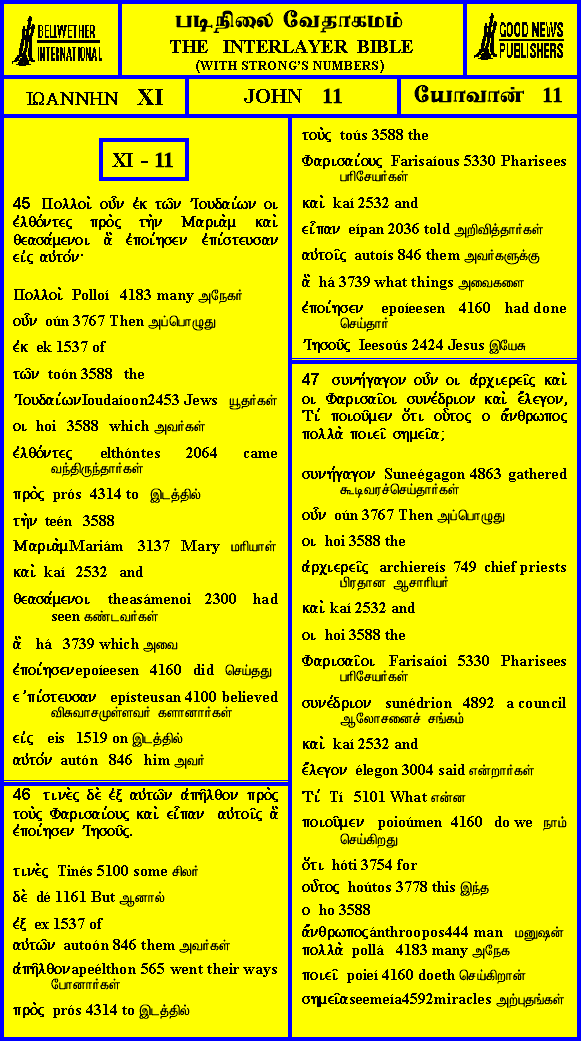 BELLWETHER
INTERNATIONAL
படிநிலை வேதாகமம்
THE INTERLAYER BIBLE
(WITH STRONG'S NUMBERS)
GOOD NEWS
PUBLISHERS
ΙΩΑΝΝΗΝ XI
JOHN 11
யோவான் 11
XI - 11
45 Πολλοὶ οὖν ἐκ τῶν Ἰουδαίων οι
ἐλθόντες πρὸς τὴν Μαριὰμ καὶ
θεασάμενοι ἃ ἐποίησεν ἐπίστευσαν
εἰς αὐτόν·
Πολλοὶ Polloí 4183 many அநேகர்
οὖν oún 3767 Then அப்பொழுது
ἐκ ek 1537 of
τῶν toón 3588 the
ἸουδαίωνIoudaíoon2453 Jews யூதர்கள்
οι hoi 3588 which அவர்கள்
ἐλθόντες elthóntes 2064 came
வந்திருந்தார்கள்
πρὸς prós 4314 to இடத்தில்
τὴν teén 3588
ΜαριὰμMariám 3137 Mary மரியாள்
καὶ kaí 2532 and
θεασάμενοι theasámenoi 2300 had
seen கண்டவர்கள்
ἃ há 3739 which அவை
ἐποίησενepoíeesen 4160 did செய்தது
ε᾽πίστευσαν epísteusan 4100 believed
விசுவாசமுள்ளவர் களானார்கள்
εἰς eis 1519 on இடத்தில்
αὐτόν autón 846 him அவர்
46 τινὲς δὲ ἐξ αὐτῶν ἀπῆλθον πρὸς
τοὺς Φαρισαίους καὶ εἶπαν αὐτοῖς ἃ
ἐποίησεν Ἰησοῦς.
τινὲς Tinés 5100 some சிலர்
δὲ dé 1161 But ஆனால்
ἐξ ex 1537 of
αὐτῶν autoón 846 them அவர்கள்
ἀπῆλθονapeélthon 565 went their ways
போனார்கள்
πρὸς prós 4314 to இடத்தில்
τοὺς toús 3588 the
Φαρισαίους Farisaíous 5330 Pharisees
பரிசேயர்கள்
καὶ kaí 2532 and
εἶπαν eípan 2036 told அறிவித்தார்கள்
αὐτοῖς autoís 846 them அவர்களுக்கு
ἃ há 3739 what things அவைகளை
ἐποίησεν epoíeesen 4160 had done
செய்தார்
Ἰησοῦς Ieesoús 2424 Jesus இயேசு
47 συνήγαγον οὖν οι ἀρχιερεῖς καὶ
οι Φαρισαῖοι συνέδριον καὶ ἔλεγον,
Τί ποιοῦμεν ὅτι οὗτος ο ἄνθρωπος
πολλὰ ποιεῖ σημεῖα;
συνήγαγον Suneégagon 4863 gathered
கூடிவரச்செய்தார்கள்
οὖν oún 3767 Then அப்பொழுது
οι hoi 3588 the
ἀρχιερεῖς archiereís 749 chief priests
பிரதான ஆசாரியர்
καὶ kaí 2532 and
οι hoi 3588 the
Φαρισαῖοι Farisaíoi 5330 Pharisees
பரிசேயர்கள்
συνέδριον sunédrion 4892 a council
ஆலோசனைச் சங்கம்
καὶ kaí 2532 and
ἔλεγον élegon 3004 said என்றார்கள்
Τί Tí 5101 What என்ன
ποιοῦμεν poioúmen 4160 do we நாம்
செய்கிறது
ὅτι hóti 3754 for
οὗτος hoútos 3778 this இந்த
ο ho 3588
ἄνθρωποςánthroopos444 man மனுஷன்
πολλὰ pollá 4183 many அநேக
ποιεῖ poieí 4160 doeth செய்கிறான்
σημεῖαseemeía4592miracles அற்புதங்கள்